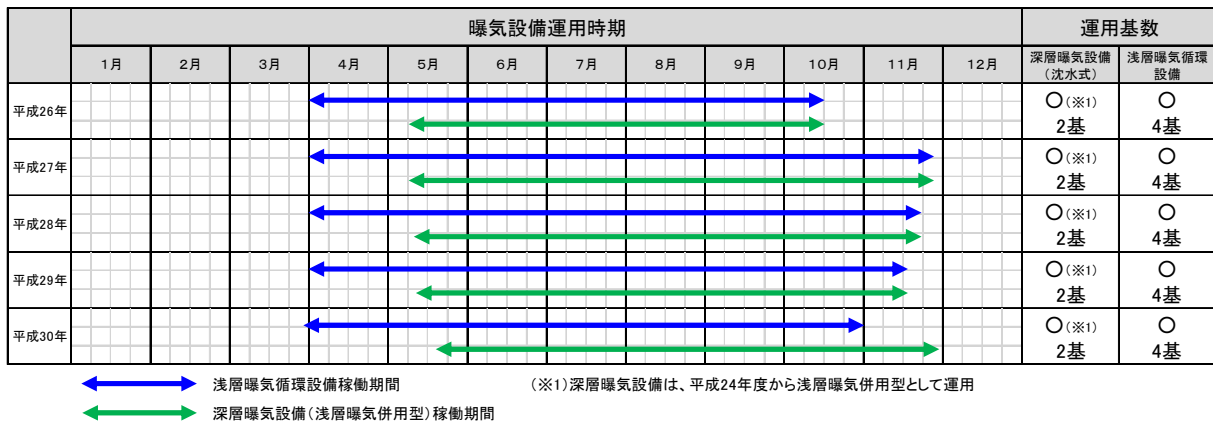 曝気設備運用時期 運用基数
1月 2月 3月 4月 5月 6月 7月 8月 9月 10月 11月 12月 深層曝気設備 浅層曝気循環
(沈水式) 設備
平成26年 〇(※1) 〇
2基 4基
平成27年 〇(※1) 〇
2基 4基
平成28年 〇(※1) 〇
2基 4基
平成29年 〇(※1) 〇
2基 4基
平成30年 〇(※1) 〇
2基 4基
浅層曝気循環設備稼働期間 (※1)深層曝気設備は、平成24年度から浅層曝気併用型として運用
深層曝気設備(浅層曝気併用型)稼働期間